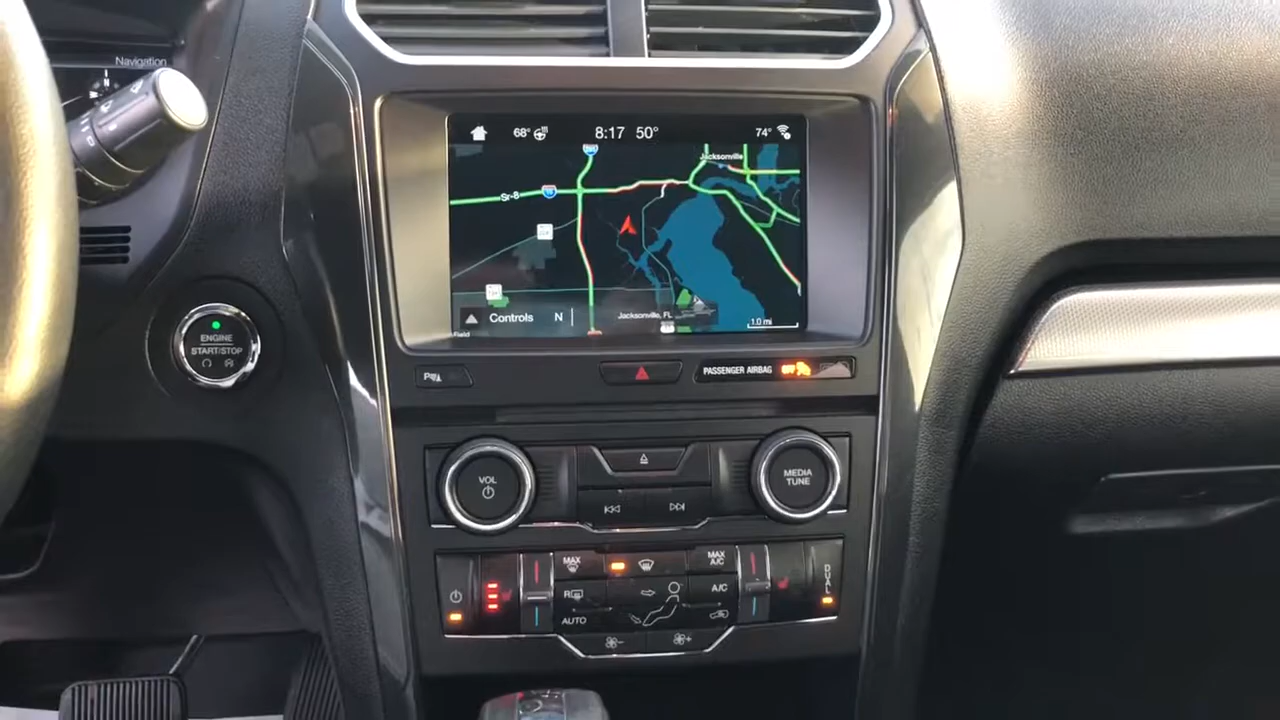 Navigation
N
68° 8:17 50° 74°
Jacksonville
Sr-8
Controls N
Jacksonville, FL
1.0 mi
field
ENGINE
START/STOP
PASSENGER AIRBAG OFF
VOL
MEDIA
TUNE
MAX
MAX
A/C
R
A/C
AUTO
DUAL